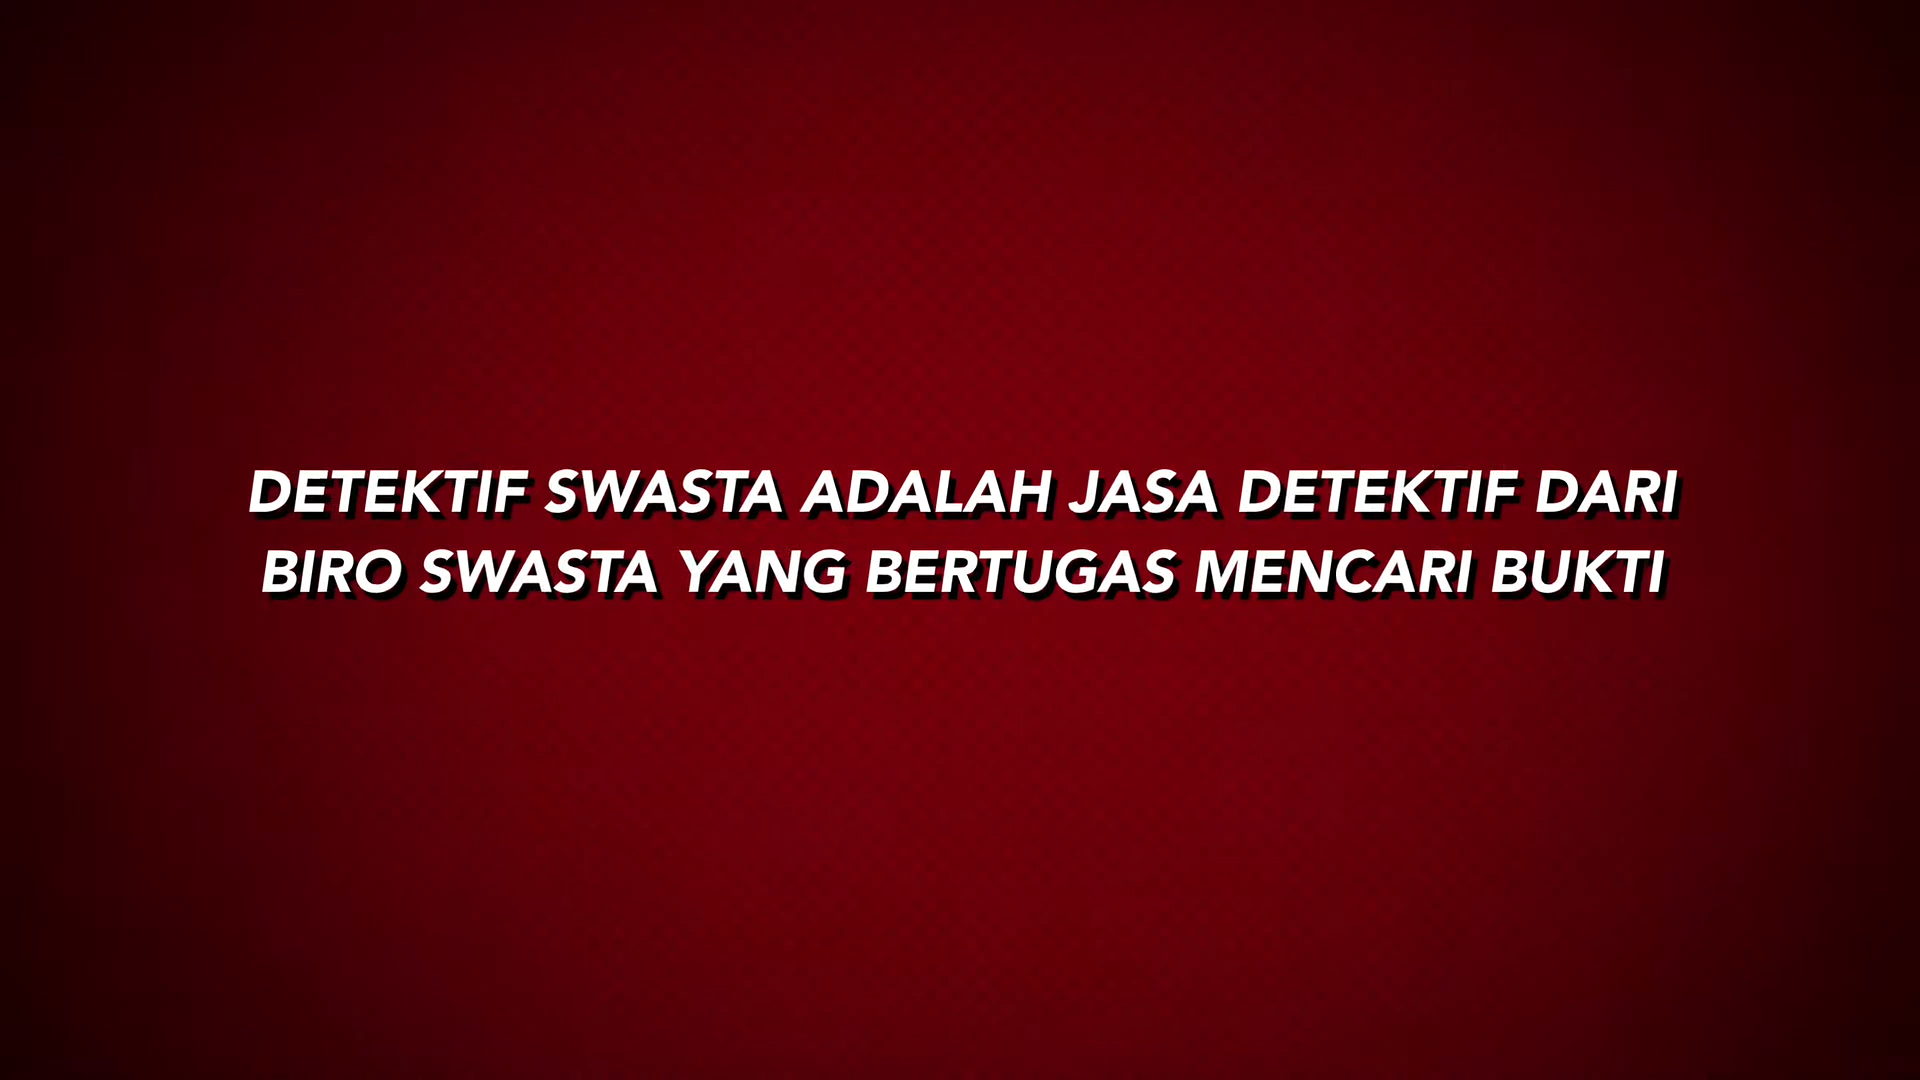 DETEKTIF SWASTA ADALAH JASA DETEKTIF DARI
BIRO SWASTA YANG BERTUGAS MENCARI BUKTI